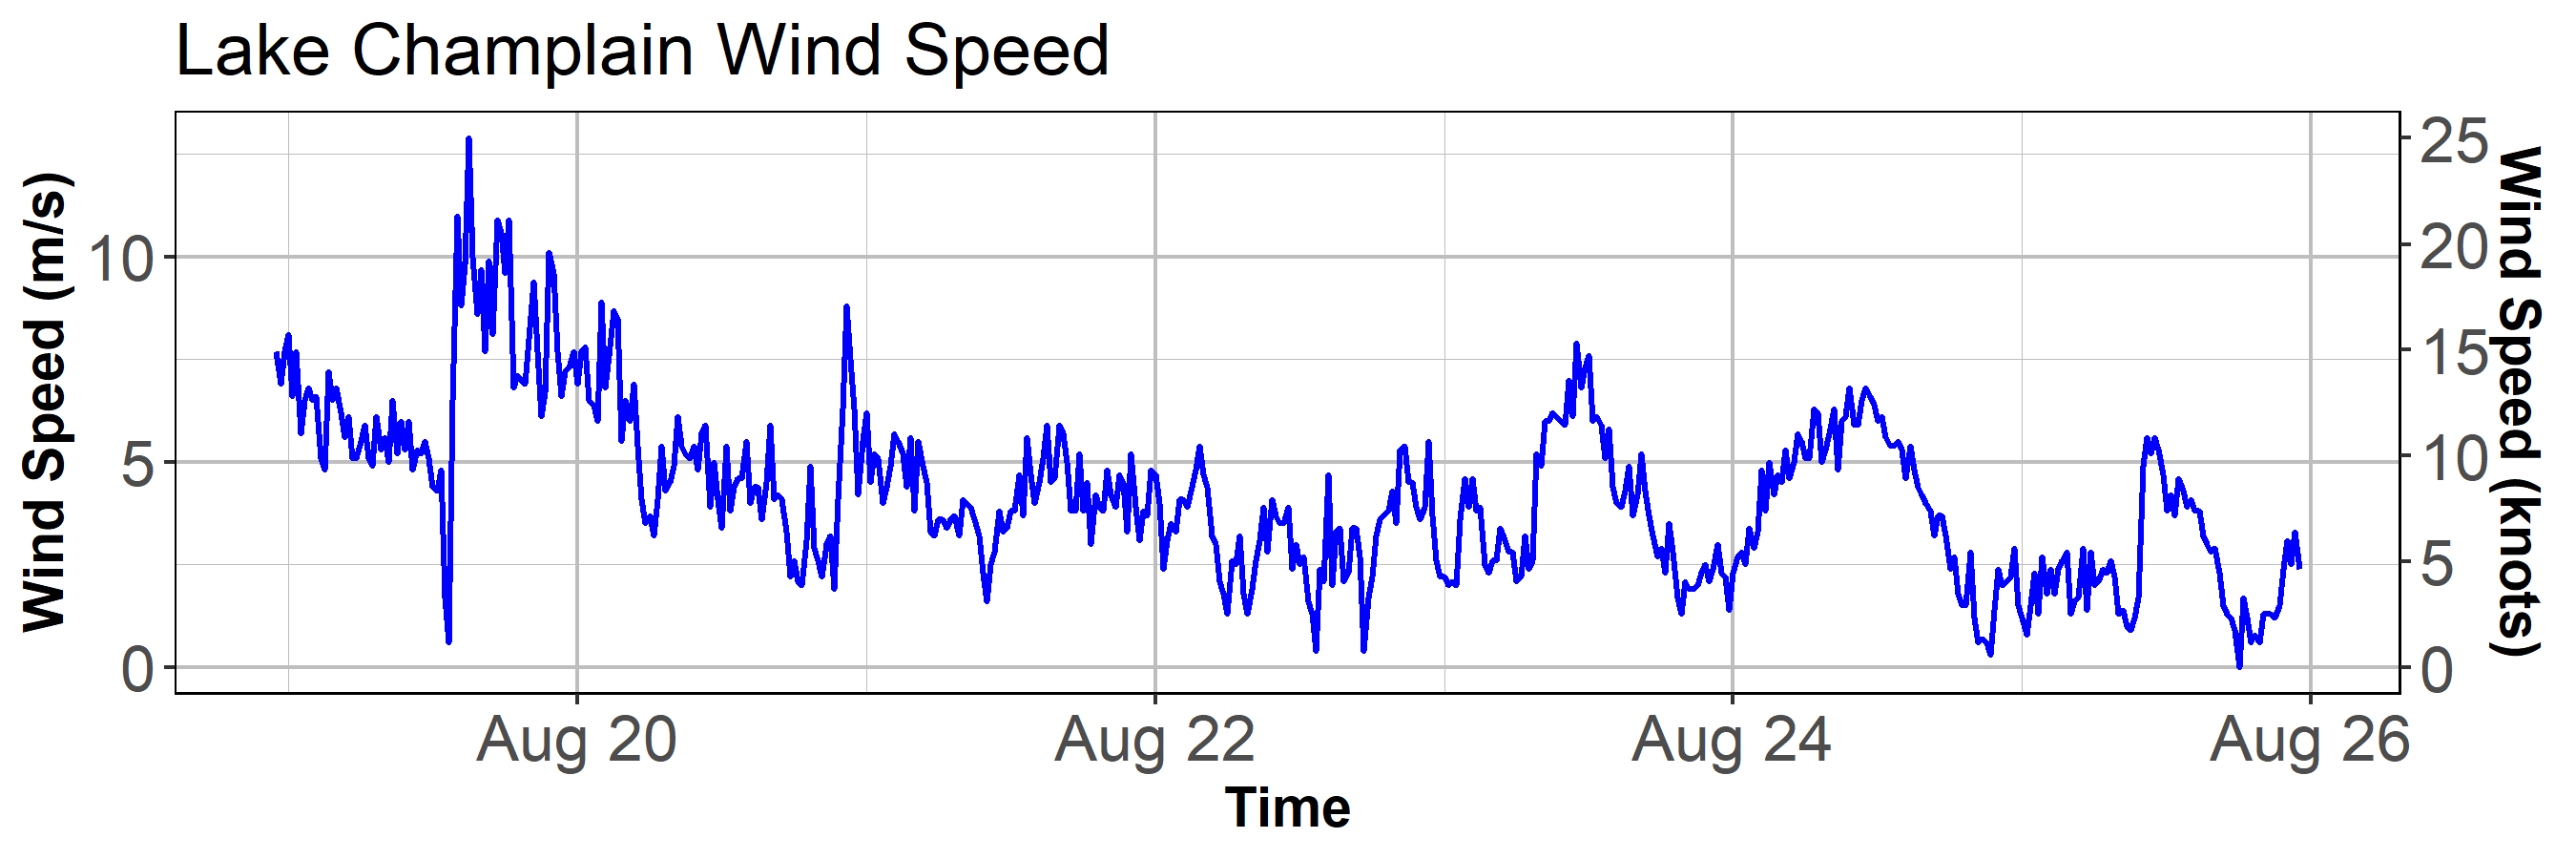 Lake Champlain Wind Speed
Wind Speed (m/s)
10
5
0
25
20
15
10
5
0
Wind Speed (knots)
Aug 20
Aug 22
Aug 24
Aug 26
Time